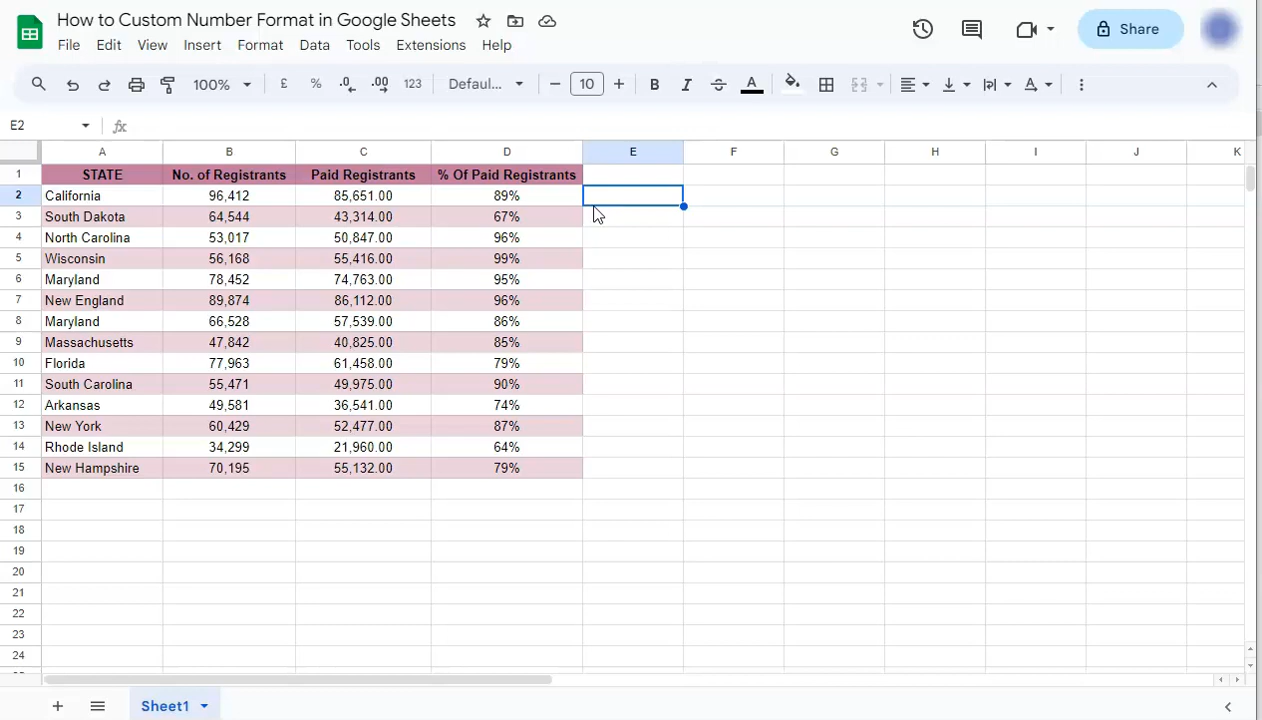 How to Custom Number Format in Google Sheets
File Edit View Insert Format Data Tools Extensions Help
Share
100% £ % .0 .00 123 Defaul... 10 B I S A A
E2 fx
A B C D E F G H I J K
1 STATE No. of Registrants Paid Registrants % Of Paid Registrants
2 California 96,412 85,651.00 89%
3 South Dakota 64,544 43,314.00 67%
4 North Carolina 53,017 50,847.00 96%
5 Wisconsin 56,168 55,416.00 99%
6 Maryland 78,452 74,763.00 95%
7 New England 89,874 86,112.00 96%
8 Maryland 66,528 57,539.00 86%
9 Massachusetts 47,842 40,825.00 85%
10 Florida 77,963 61,458.00 79%
11 South Carolina 55,471 49,975.00 90%
12 Arkansas 49,581 36,541.00 74%
13 New York 60,429 52,477.00 87%
14 Rhode Island 34,299 21,960.00 64%
15 New Hampshire 70,195 55,132.00 79%
16
17
18
19
20
21
22
23
24
Sheet1